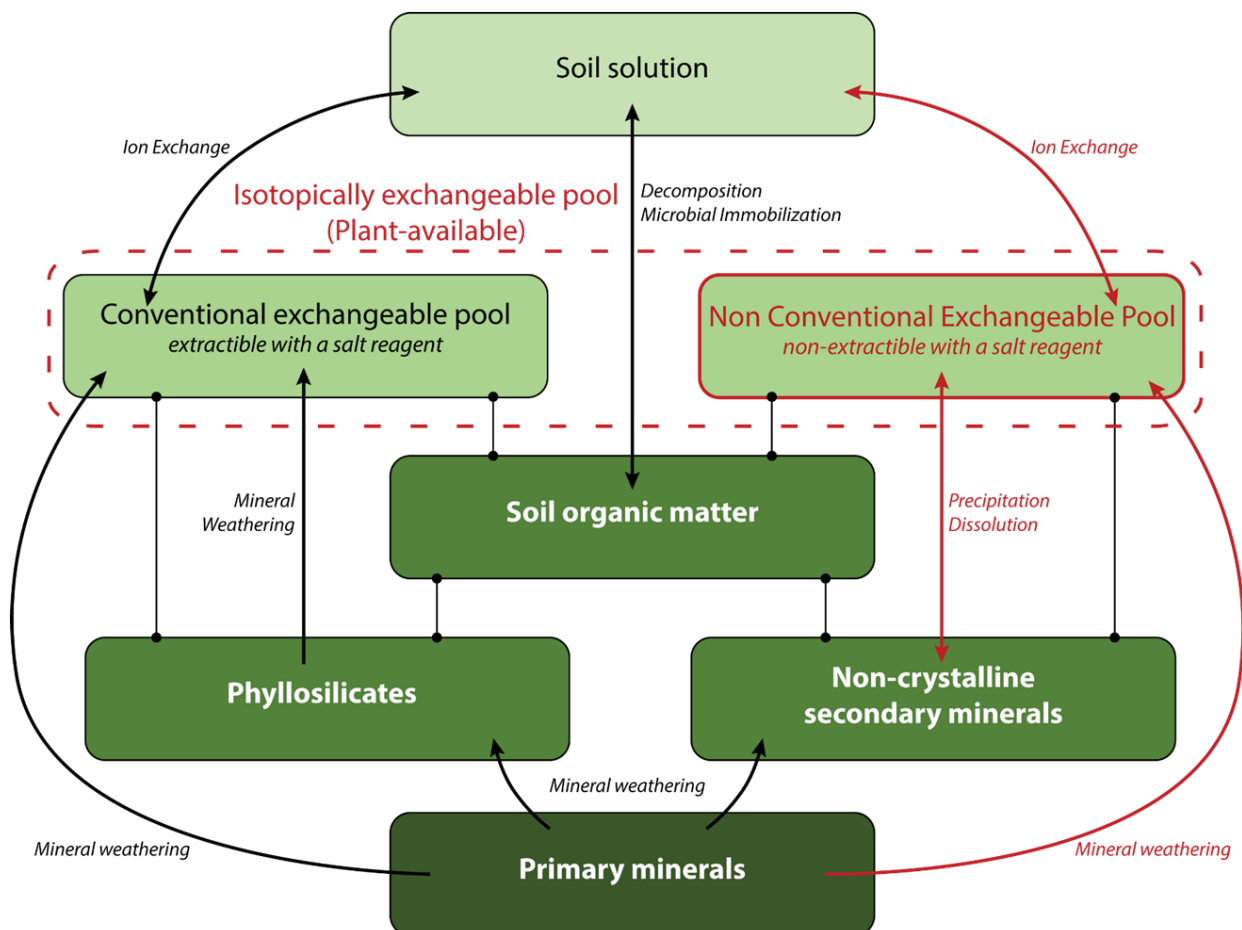 Soil solution
Ion Exchange
Ion Exchange
Isotopically exchangeable pool
(Plant-available)
Decomposition
Microbial Immobilization
Conventional exchangeable pool
extractible with a salt reagent
Non Conventional Exchangeable Pool
non-extractible with a salt reagent
Mineral
Weathering
Soil organic matter
Precipitation
Dissolution
Phyllosilicates
Non-crystalline
secondary minerals
Mineral weathering
Mineral weathering
Primary minerals
Mineral weathering